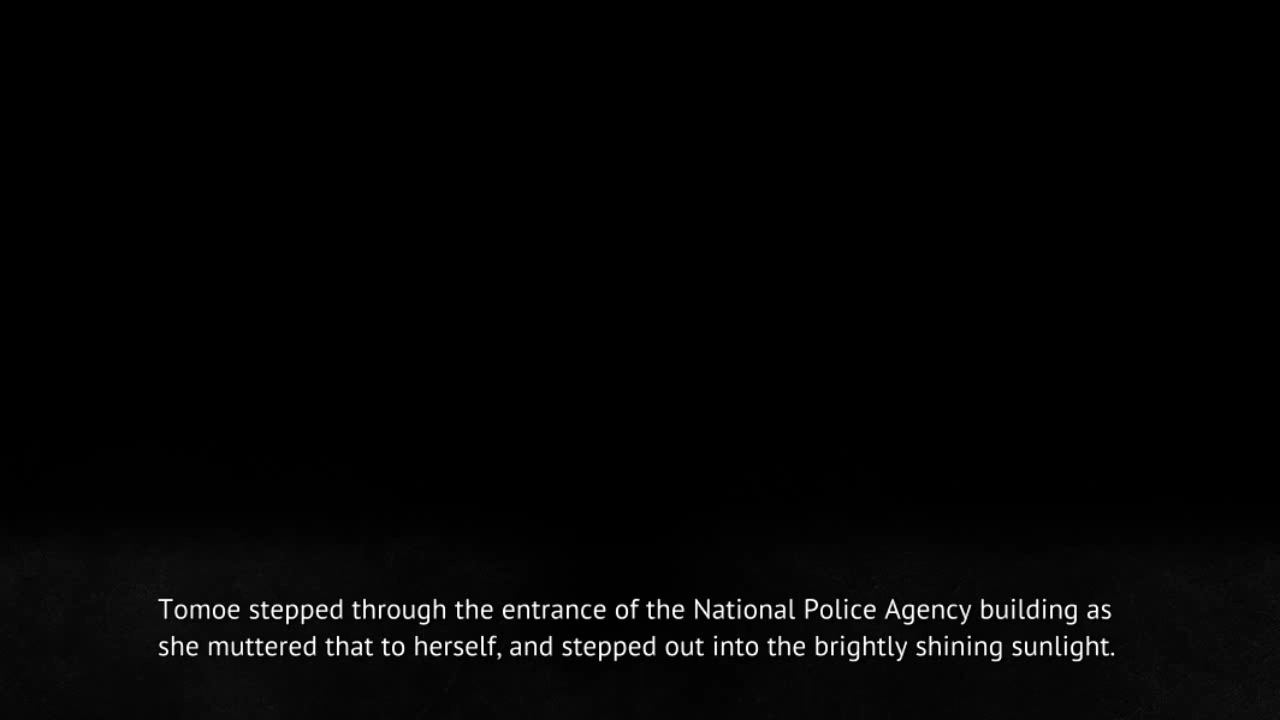 Tomoe stepped through the entrance of the National Police Agency building as
she muttered that to herself, and stepped out into the brightly shining sunlight.